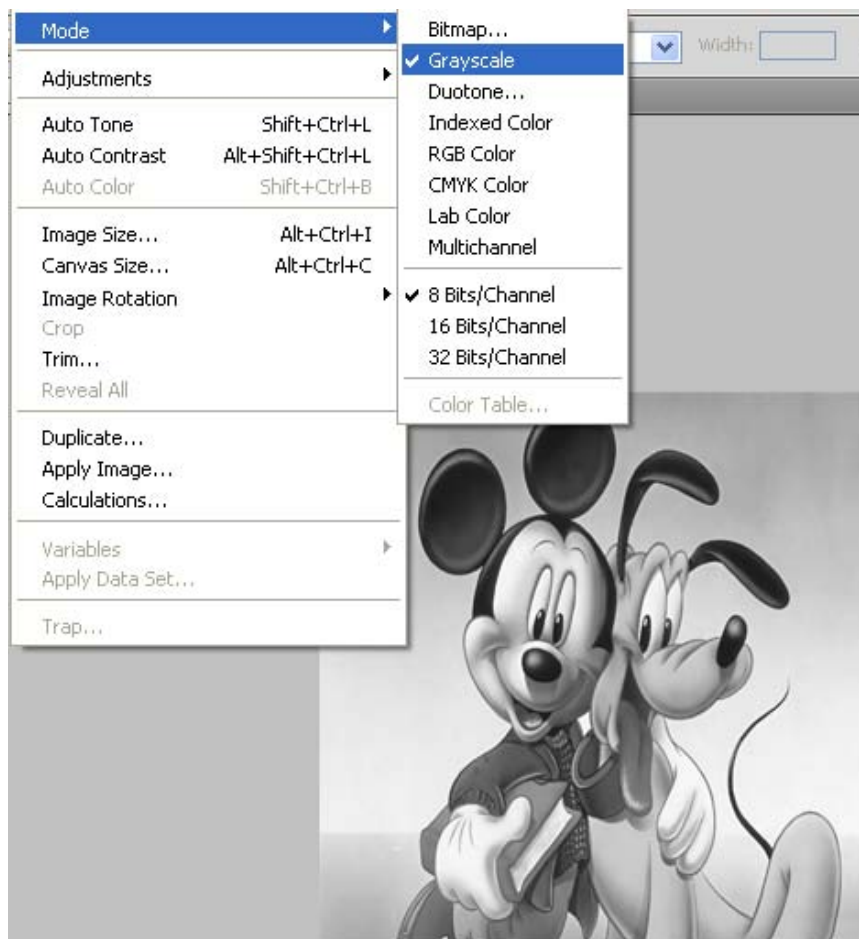 Mode
Adjustments
Auto Tone Shift+Ctrl+L
Auto Contrast Alt+Shift+Ctrl+L
Auto Color Shift+Ctrl+B
Image Size... Alt+Ctrl+I
Canvas Size... Alt+Ctrl+C
Image Rotation
Crop
Trim...
Reveal All
Duplicate...
Apply Image...
Calculations...
Variables
Apply Data Set...
Trap...
Bitmap...
Grayscale
Duotone...
Indexed Color
RGB Color
CMYK Color
Lab Color
Multichannel
8 Bits/Channel
16 Bits/Channel
32 Bits/Channel
Color Table...
Width: